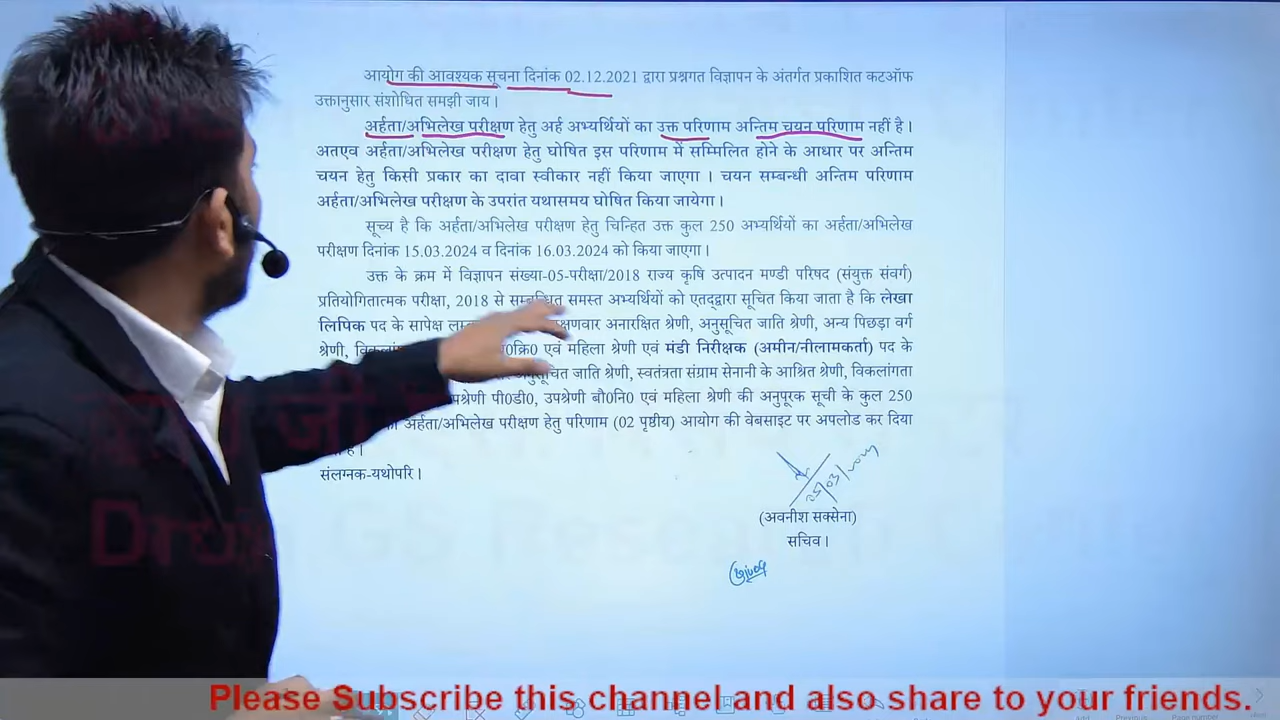 आयोग की आवश्यक सूचना दिनांक 02.12.2021 द्वारा प्रश्नगत विज्ञापन के अंतर्गत प्रकाशित कटऑफ
उक्तानुसार संशोधित समझी जाय।
अर्हता/अभिलेख परीक्षण हेतु अर्ह अभ्यर्थियों का उक्त परिणाम अन्तिम चयन परिणाम नहीं है।
अतएव अर्हता/अभिलेख परीक्षण हेतु घोषित इस परिणाम में सम्मिलित होने के आधार पर अन्तिम
चयन हेतु किसी प्रकार का दावा स्वीकार नहीं किया जाएगा। चयन सम्बन्धी अन्तिम परिणाम
अर्हता/अभिलेख परीक्षण के उपरांत यथासमय घोषित किया जायेगा।
सूच्य है कि अर्हता/अभिलेख परीक्षण हेतु चिन्हित उक्त कुल 250 अभ्यर्थियों का अर्हता/अभिलेख
परीक्षण दिनांक 15.03.2024 व दिनांक 16.03.2024 को किया जाएगा।
उक्त के क्रम में विज्ञापन संख्या-05-परीक्षा/2018 राज्य कृषि उत्पादन मण्डी परिषद (संयुक्त संवर्ग)
प्रतियोगितात्मक परीक्षा, 2018 से सम्बन्धित समस्त अभ्यर्थियों को एतद्द्वारा सूचित किया जाता है कि लेखा
लिपिक पद के सापेक्ष अनारक्षित श्रेणी, अनुसूचित जाति श्रेणी, अन्य पिछड़ा वर्ग
श्रेणी, एवं महिला श्रेणी एवं मंडी निरीक्षक (अमीन/नीलामकर्ता) पद के
अनुसूचित जाति श्रेणी, स्वतंत्रता संग्राम सेनानी के आश्रित श्रेणी, विकलांगता
उपश्रेणी पी0डी0, उपश्रेणी बौ0नि0 एवं महिला श्रेणी की अनुपूरक सूची के कुल 250
अर्हता/अभिलेख परीक्षण हेतु परिणाम (02 पृष्ठीय) आयोग की वेबसाइट पर अपलोड कर दिया
है।
संलग्नक-यथोपरि।
(अवनीश सक्सेना)
सचिव।
Please Subscribe this channel and also share to your friends.